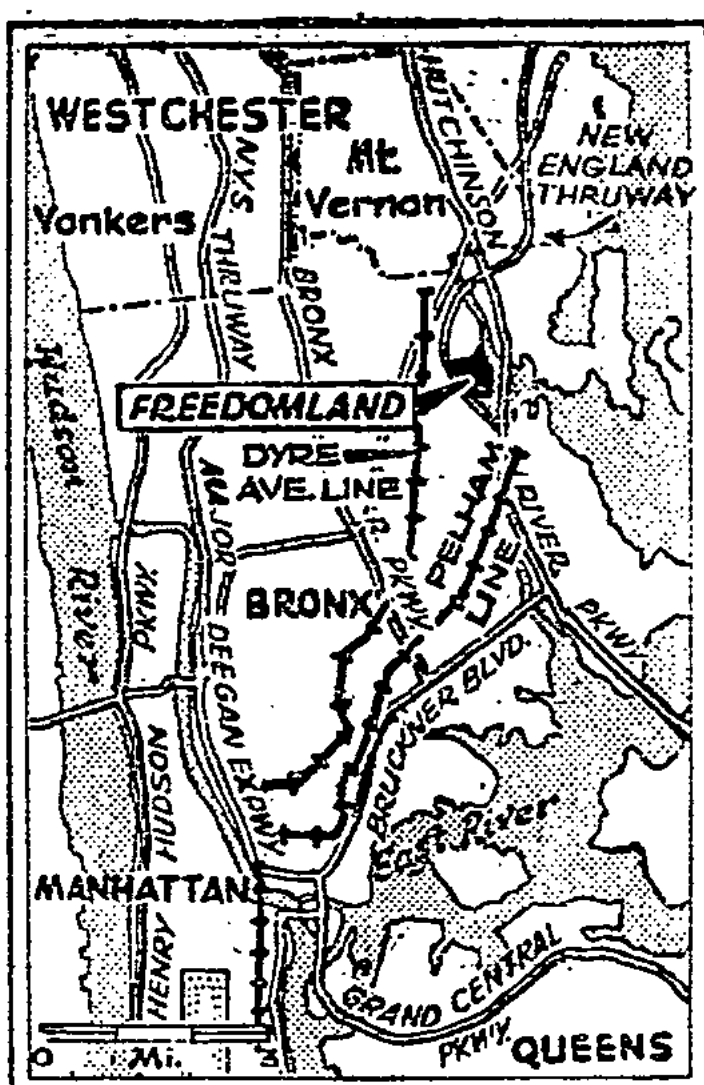 WESTCHESTER
Yonkers
Mt.
Vernon
HUTCHINSON
RIVER
PKWY
NEW
ENGLAND
THRUWAY
N.Y.S.
THRUWAY
BRONX
R.
PKWY
FREEDOMLAND
DYRE
AVE. LINE
PELHAM
LINE
Hudson
River
MAJOR DEEGAN EXPWY
BRONX
BRUCKNER BLVD.
East River
HENRY HUDSON PKWY
MANHATTAN
GRAND CENTRAL
PKWY.
QUEENS
0 Mi. 3